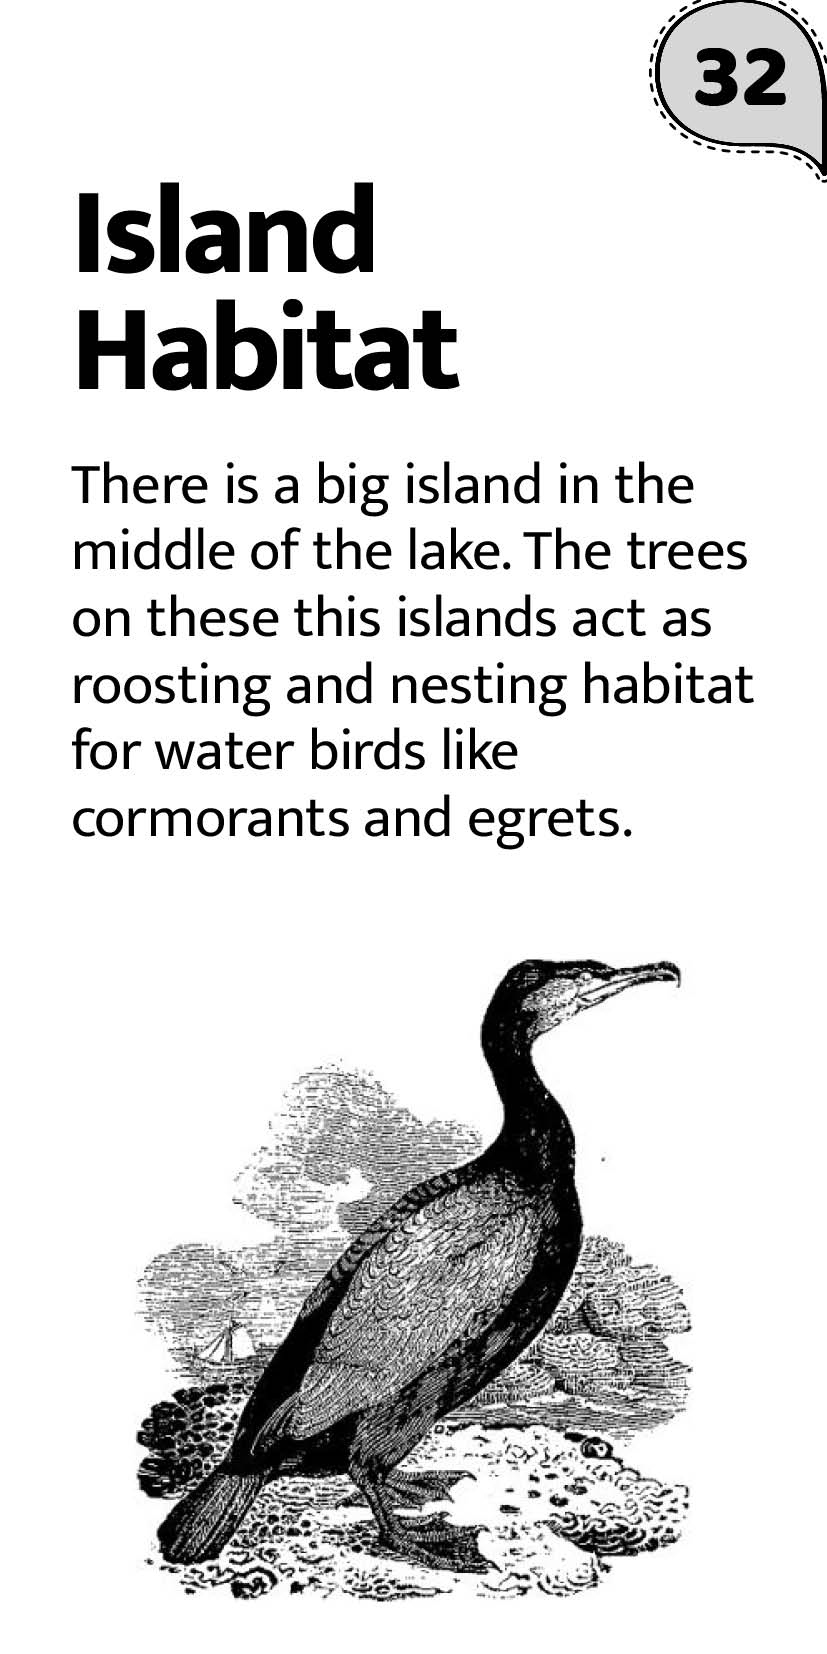 32
Island
Habitat
There is a big island in the
middle of the lake. The trees
on these this islands act as
roosting and nesting habitat
for water birds like
cormorants and egrets.